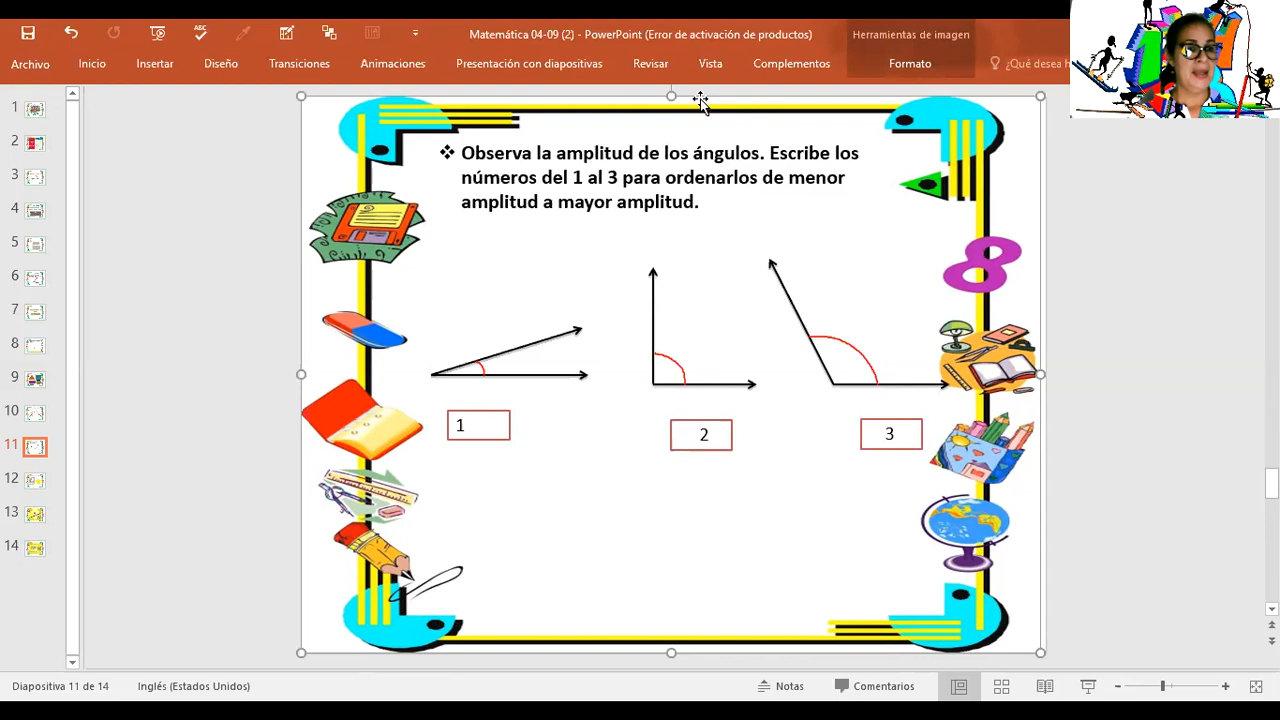 Matemática 04-09 (2) - PowerPoint (Error de activación de productos)
Herramientas de imagen
Archivo
Inicio
Insertar
Diseño
Transiciones
Animaciones
Presentación con diapositivas
Revisar
Vista
Complementos
Formato
¿Qué desea
1
2
3
4
5
6
7
8
9
10
11
12
13
14
❖ Observa la amplitud de los ángulos. Escribe los
números del 1 al 3 para ordenarlos de menor
amplitud a mayor amplitud.
8
1
2
3
Diapositiva 11 de 14
Inglés (Estados Unidos)
Notas
Comentarios